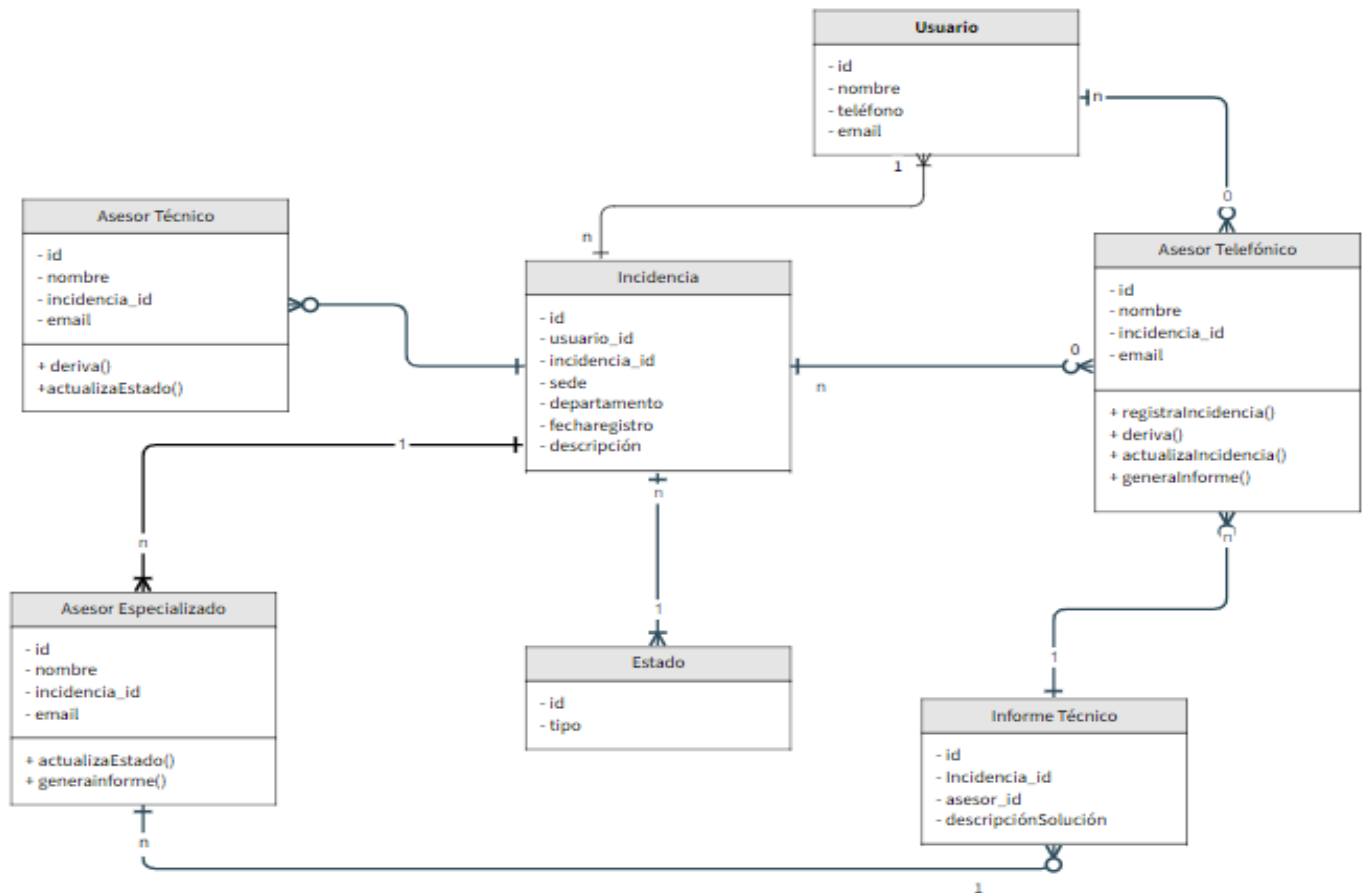 Usuario
- id
- nombre
- teléfono
- email
n
1
0
n
Asesor Técnico
- id
- nombre
- incidencia_id
- email
+ deriva()
+actualizaEstado()
Incidencia
- id
- usuario_id
- incidencia_id
- sede
- departamento
- fecharegistro
- descripción
Asesor Telefónico
- id
- nombre
- incidencia_id
- email
+ registraIncidencia()
+ deriva()
+ actualizaIncidencia()
+ generaInforme()
0
n
1
n
n
1
n
1
Asesor Especializado
- id
- nombre
- incidencia_id
- email
+ actualizaEstado()
+ generainforme()
Estado
- id
- tipo
Informe Técnico
- id
- Incidencia_id
- asesor_id
- descripciónSolución
n
1